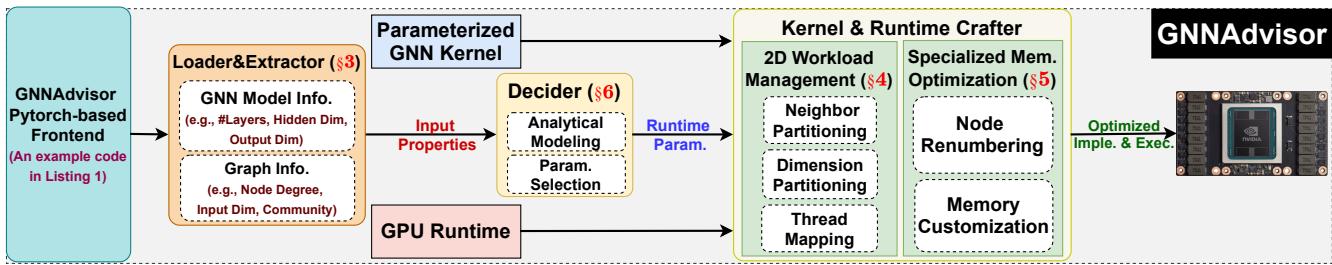 GNNAdvisor
Pytorch-based
Frontend
(An example code
in Listing 1)
Loader&Extractor (§3)
GNN Model Info.
(e.g., #Layers, Hidden Dim,
Output Dim)
Graph Info.
(e.g., Node Degree,
Input Dim, Community)
Parameterized
GNN Kernel
Input
Properties
Decider (§6)
Analytical
Modeling
Param.
Selection
GPU Runtime
Runtime
Param.
Kernel & Runtime Crafter
2D Workload
Management (§4)
Neighbor
Partitioning
Dimension
Partitioning
Thread
Mapping
Specialized Mem.
Optimization (§5)
Node
Renumbering
Memory
Customization
GNNAdvisor
Optimized
Imple. & Exec.
NVIDIA